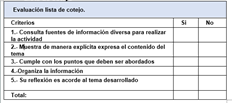 Evaluación lista de cotejo.
Criterios Si No
1.- Consulta fuentes de información diversa para realizar
la actividad
2.- Muestra de manera explícita expresa el contenido del
tema
3.- Cumple con los puntos que deben ser abordados
4.-Organiza la información
5.- Su reflexión es acorde al tema desarrollado
Total: